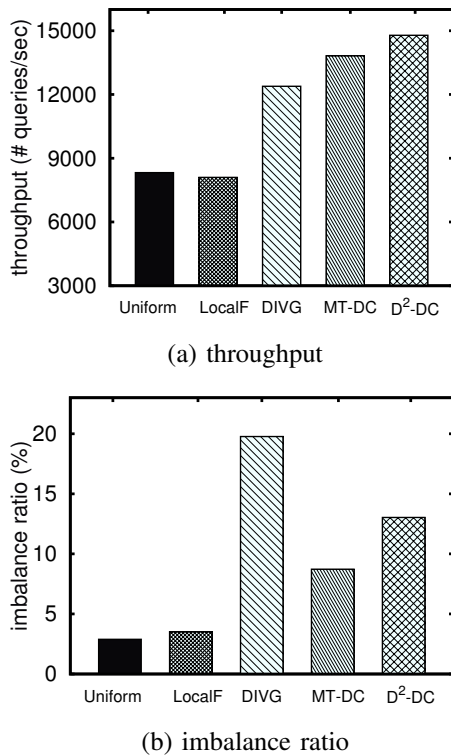 throughput (# queries/sec)
15000
12000
9000
6000
3000
Uniform LocalF DIVG MT-DC D²-DC
(a) throughput
imbalance ratio (%)
20
15
10
5
0
Uniform LocalF DIVG MT-DC D²-DC
(b) imbalance ratio